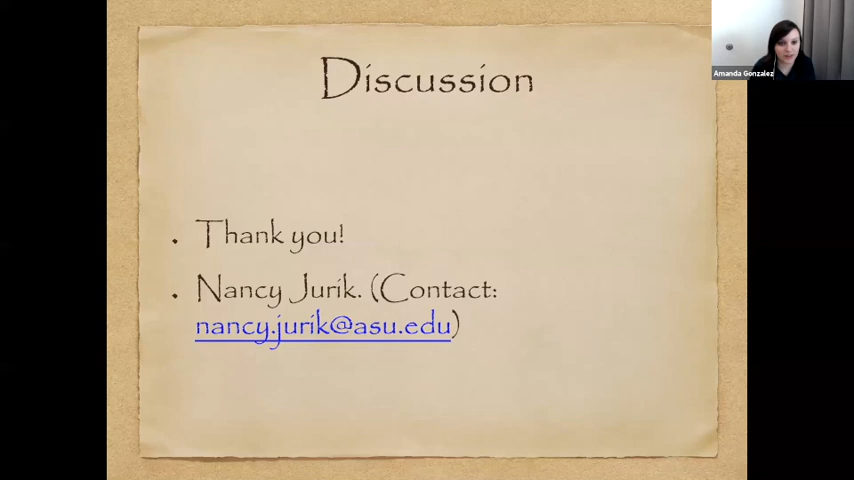 Amanda Gonzalez
Discussion
• Thank you!
• Nancy Jurik. (Contact:
nancy.jurik@asu.edu)